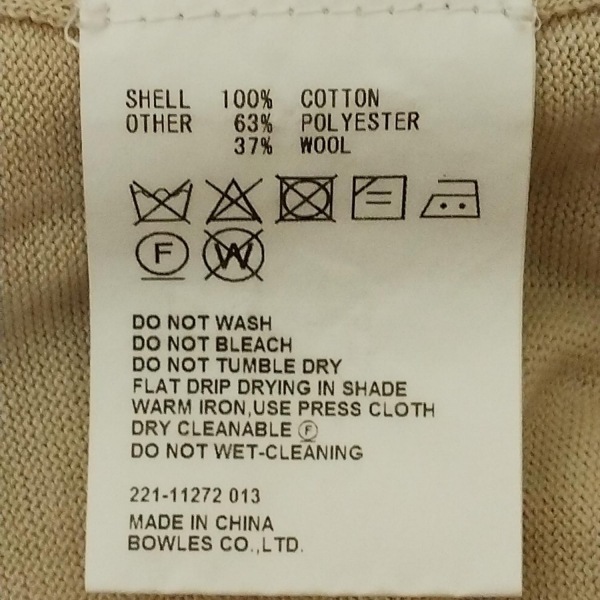 SHELL 100% COTTON
OTHER 63% POLYESTER
37% WOOL
F W
DO NOT WASH
DO NOT BLEACH
DO NOT TUMBLE DRY
FLAT DRIP DRYING IN SHADE
WARM IRON,USE PRESS CLOTH
DRY CLEANABLE Ⓕ
DO NOT WET-CLEANING
221-11272 013
MADE IN CHINA
BOWLES CO.,LTD.